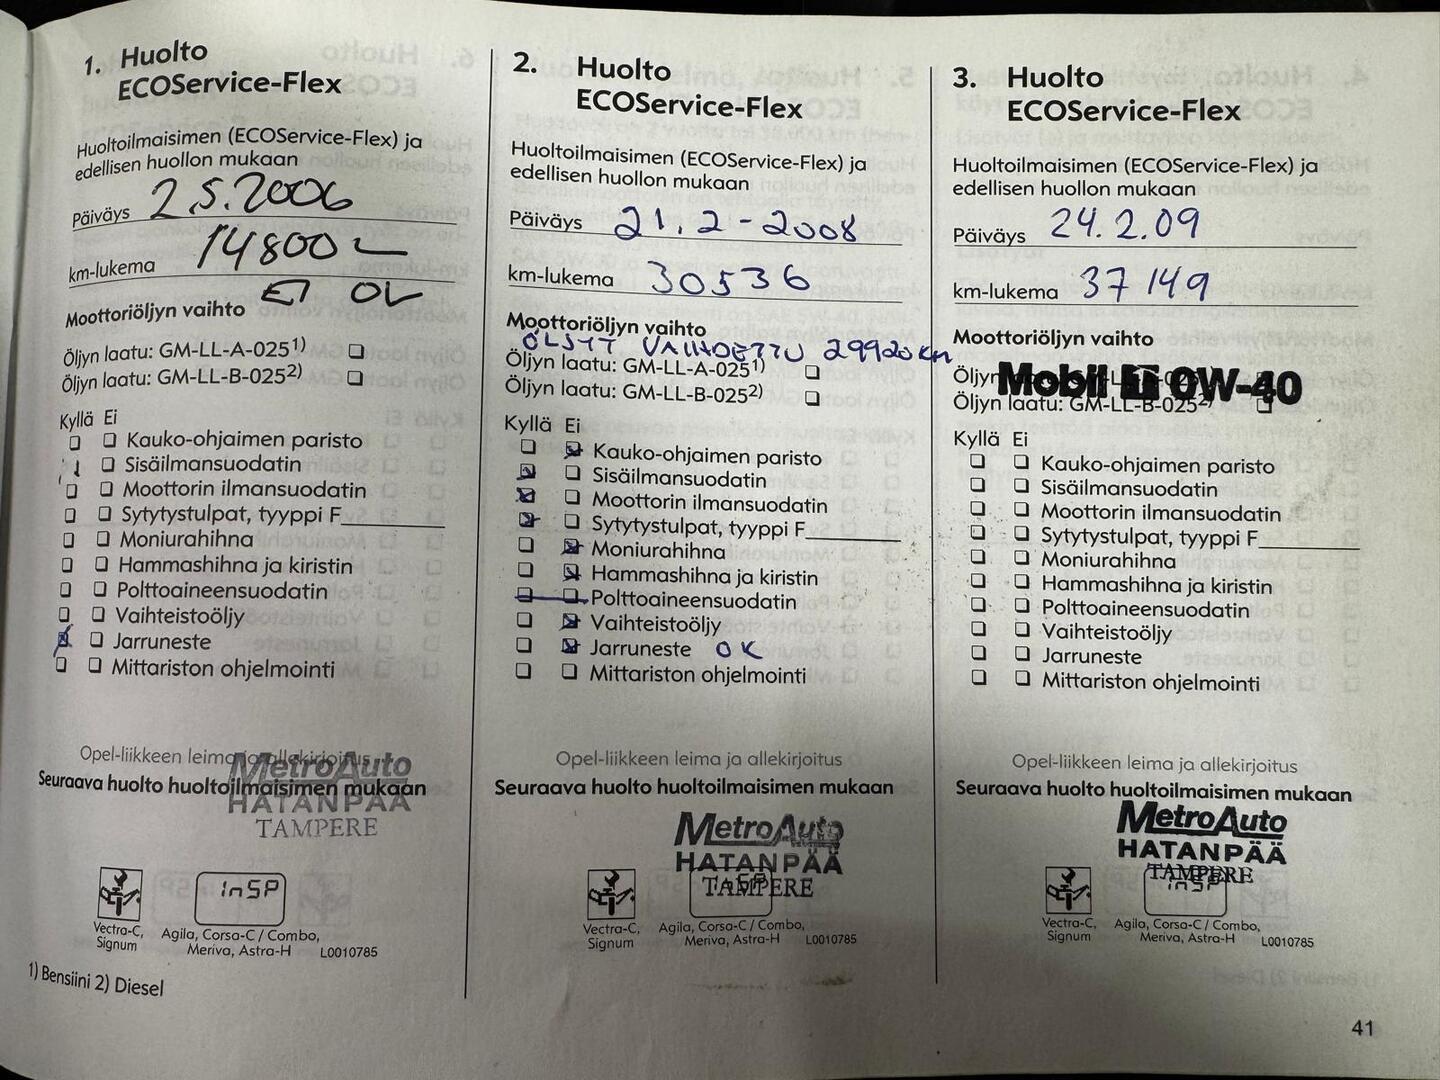 1. Huolto
ECOService-Flex
Huoltoilmaisimen (ECOService-Flex) ja
edellisen huollon mukaan
Päiväys 2.5.2006
km-lukema 14800
Moottoriöljyn vaihto
Öljyn laatu: GM-LL-A-025¹⁾
Öljyn laatu: GM-LL-B-025²⁾
Kyllä Ei
Kauko-ohjaimen paristo
Sisäilmansuodatin
Moottorin ilmansuodatin
Sytytystulpat, tyyppi F
Moniurahihna
Hammashihna ja kiristin
Polttoaineensuodatin
Vaihteistoöljy
Jarruneste
Mittariston ohjelmointi
Opel-liikkeen leima ja allekirjoitus
MetroAuto
Seuraava huolto huoltoilmaisimen mukaan
HATANPÄÄ
TAMPERE
InSP
Vectra-C,
Signum
Agila, Corsa-C / Combo,
Meriva, Astra-H
L0010785
1) Bensiini 2) Diesel
2. Huolto
ECOService-Flex
Huoltoilmaisimen (ECOService-Flex) ja
edellisen huollon mukaan
Päiväys 21.2-2008
km-lukema 30536
Moottoriöljyn vaihto
ÖLJYT VAIHDETTU 29920 km
Öljyn laatu: GM-LL-A-025¹⁾
Öljyn laatu: GM-LL-B-025²⁾
Kyllä Ei
Kauko-ohjaimen paristo
Sisäilmansuodatin
Moottorin ilmansuodatin
Sytytystulpat, tyyppi F
Moniurahihna
Hammashihna ja kiristin
Polttoaineensuodatin
Vaihteistoöljy
Jarruneste OK
Mittariston ohjelmointi
Opel-liikkeen leima ja allekirjoitus
Seuraava huolto huoltoilmaisimen mukaan
MetroAuto
HATANPÄÄ
TAMPERE
Vectra-C,
Signum
Agila, Corsa-C / Combo,
Meriva, Astra-H
L0010785
3. Huolto
ECOService-Flex
Huoltoilmaisimen (ECOService-Flex) ja
edellisen huollon mukaan
Päiväys 24.2.09
km-lukema 37149
Moottoriöljyn vaihto
Mobil 1 0W-40
Öljyn laatu: GM-LL-B-025²⁾
Kyllä Ei
Kauko-ohjaimen paristo
Sisäilmansuodatin
Moottorin ilmansuodatin
Sytytystulpat, tyyppi F
Moniurahihna
Hammashihna ja kiristin
Polttoaineensuodatin
Vaihteistoöljy
Jarruneste
Mittariston ohjelmointi
Opel-liikkeen leima ja allekirjoitus
Seuraava huolto huoltoilmaisimen mukaan
MetroAuto
HATANPÄÄ
TAMPERE
InSP
Vectra-C,
Signum
Agila, Corsa-C / Combo,
Meriva, Astra-H
L0010785
41